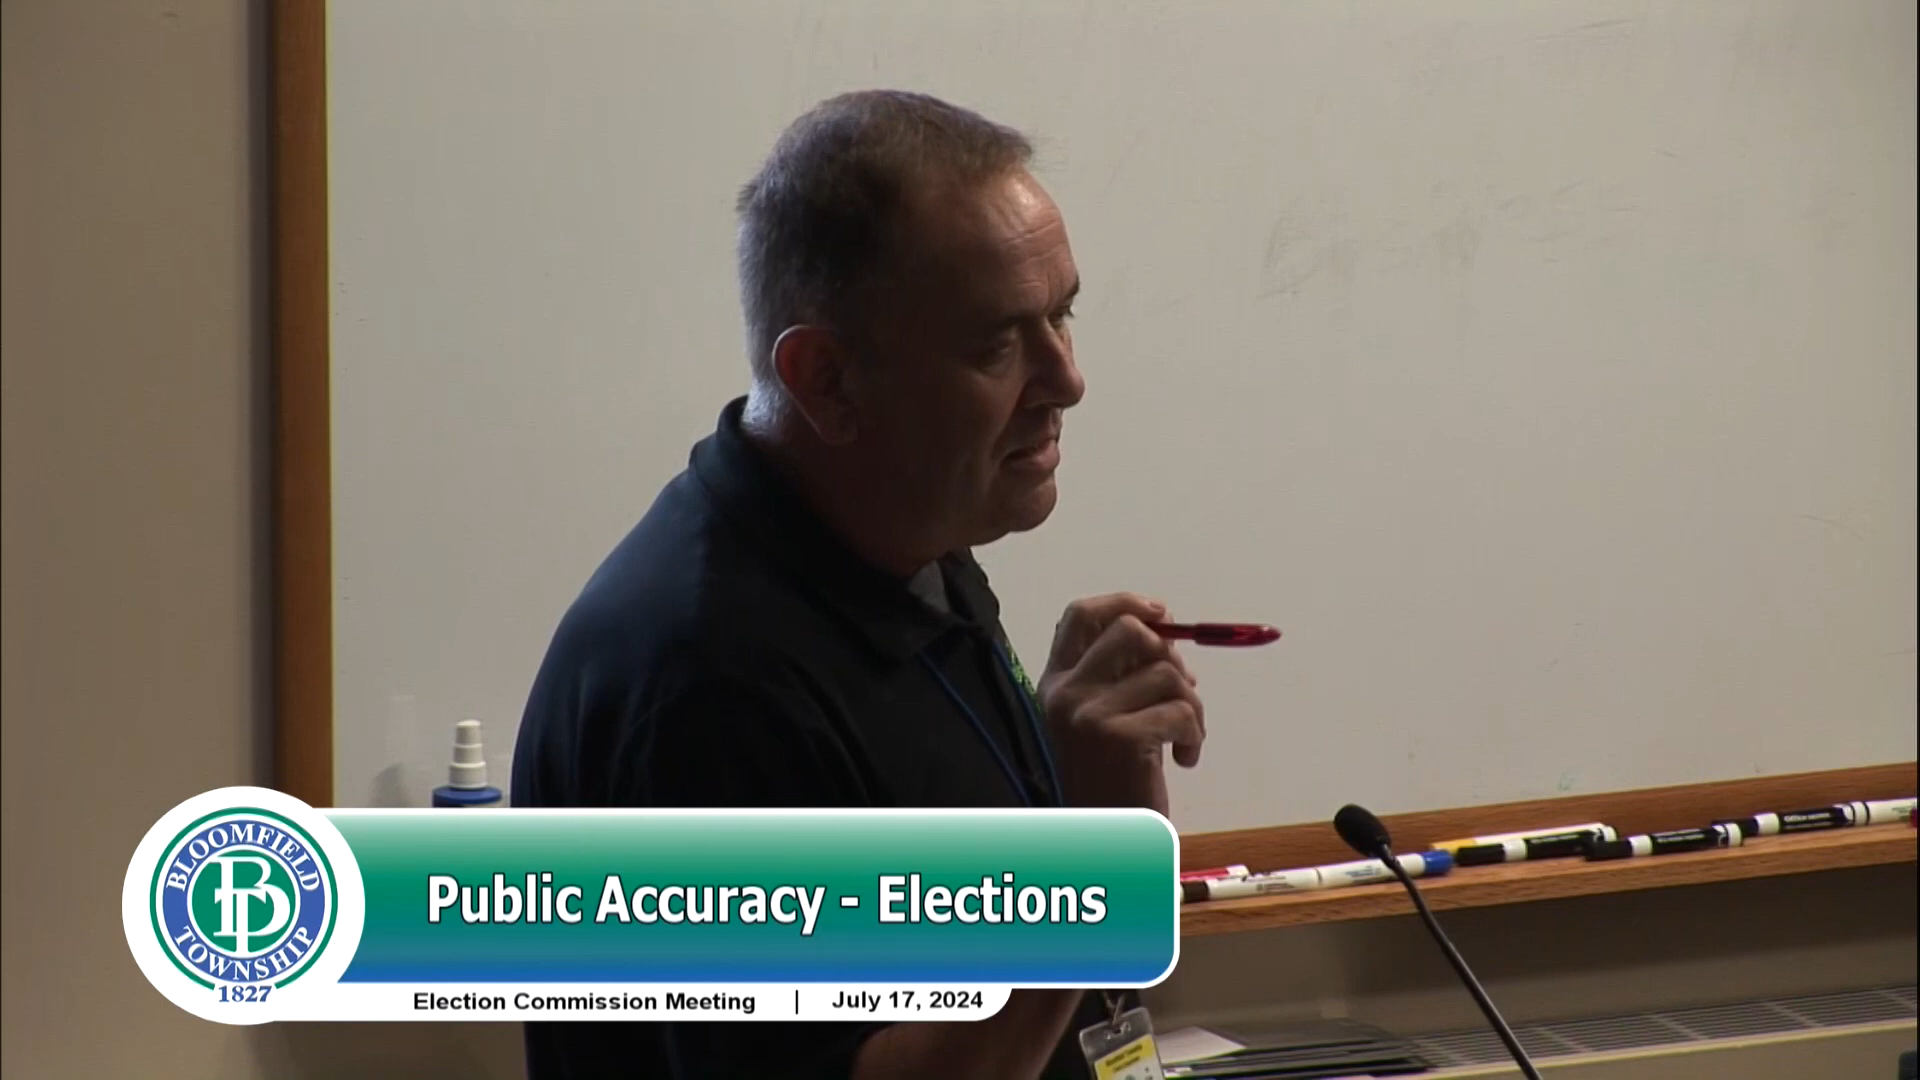 BLOOMFIELD
TOWNSHIP
1827
Public Accuracy - Elections
Election Commission Meeting | July 17, 2024